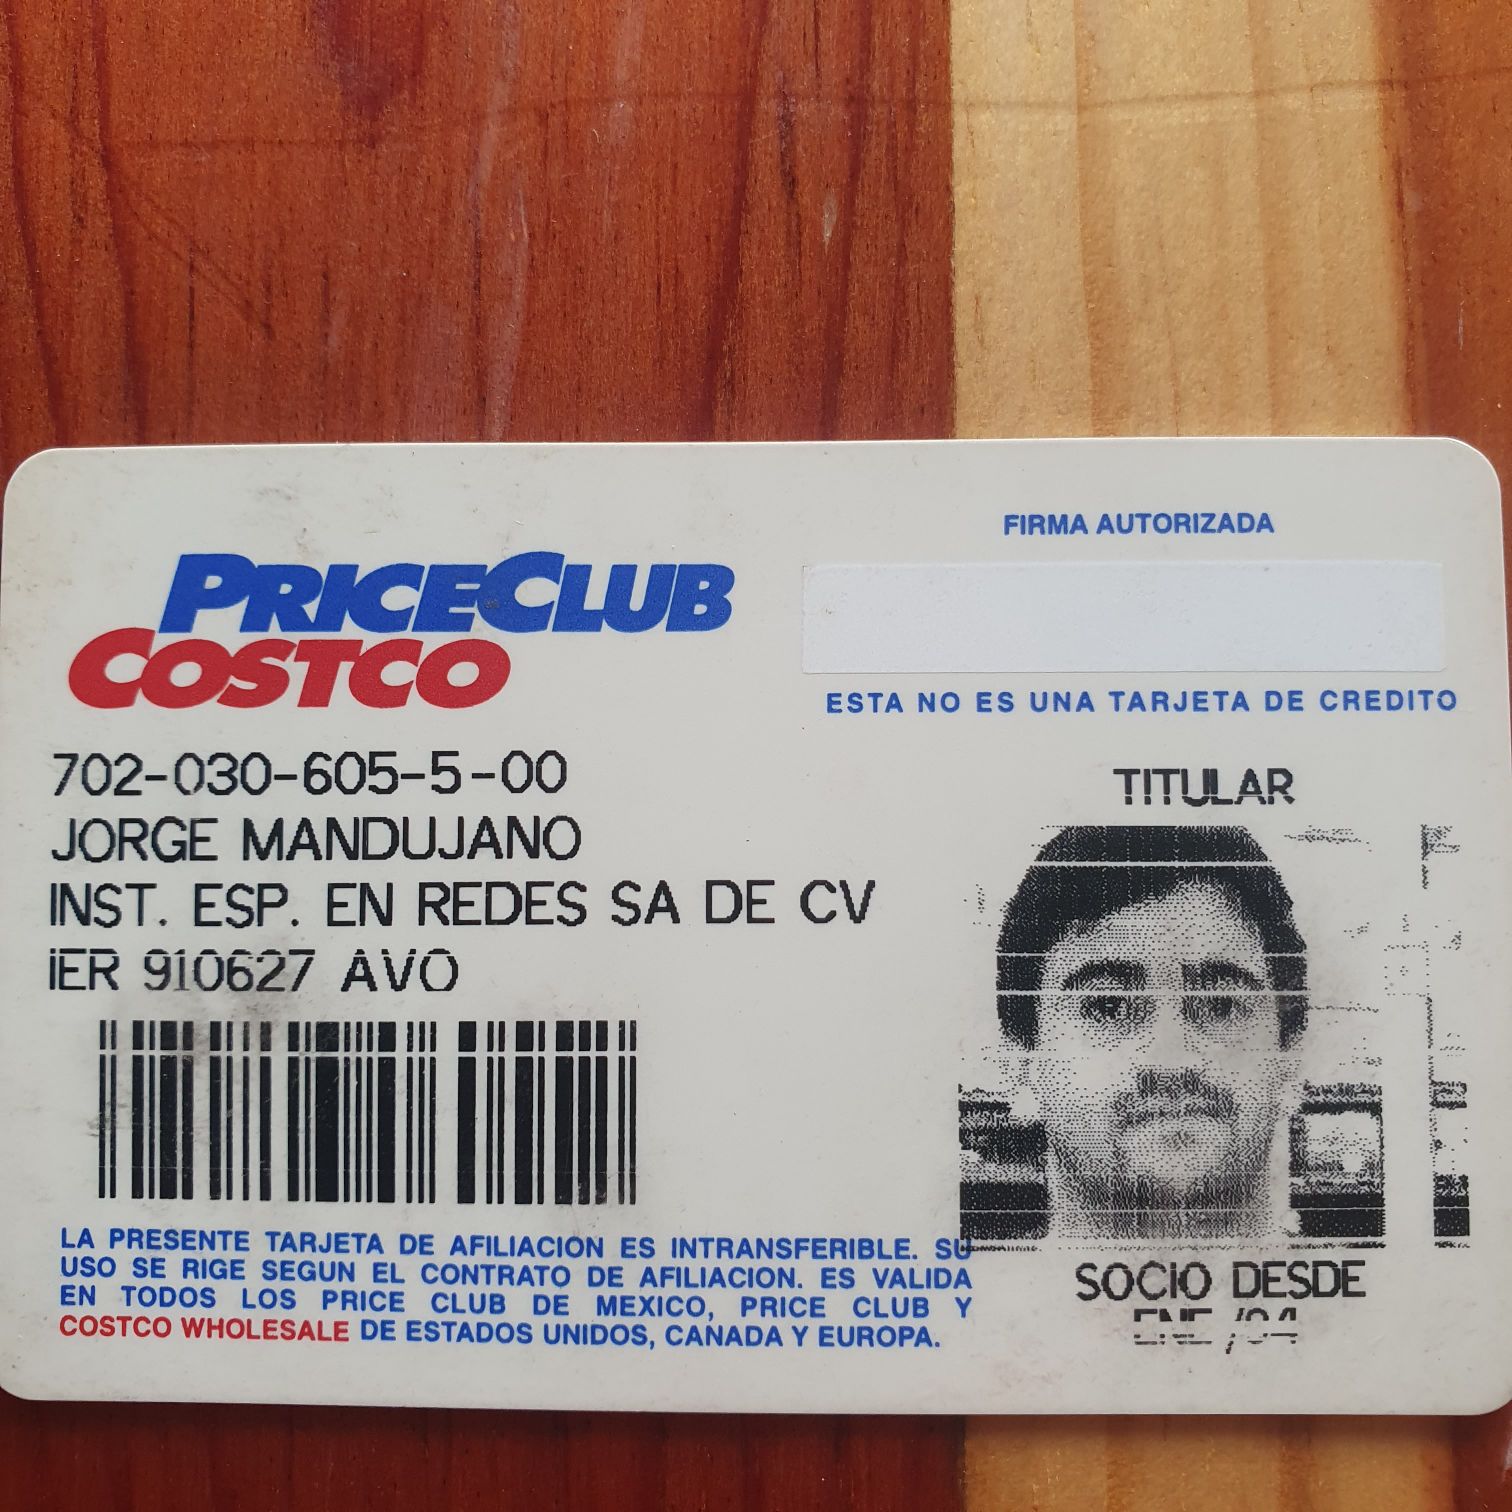 PRICECLUB
COSTCO
FIRMA AUTORIZADA
ESTA NO ES UNA TARJETA DE CREDITO
702-030-605-5-00
JORGE MANDUJANO
INST. ESP. EN REDES SA DE CV
IER 910627 AVO
TITULAR
LA PRESENTE TARJETA DE AFILIACION ES INTRANSFERIBLE. SU
USO SE RIGE SEGUN EL CONTRATO DE AFILIACION. ES VALIDA
EN TODOS LOS PRICE CLUB DE MEXICO, PRICE CLUB Y
COSTCO WHOLESALE DE ESTADOS UNIDOS, CANADA Y EUROPA.
SOCIO DESDE
ENE